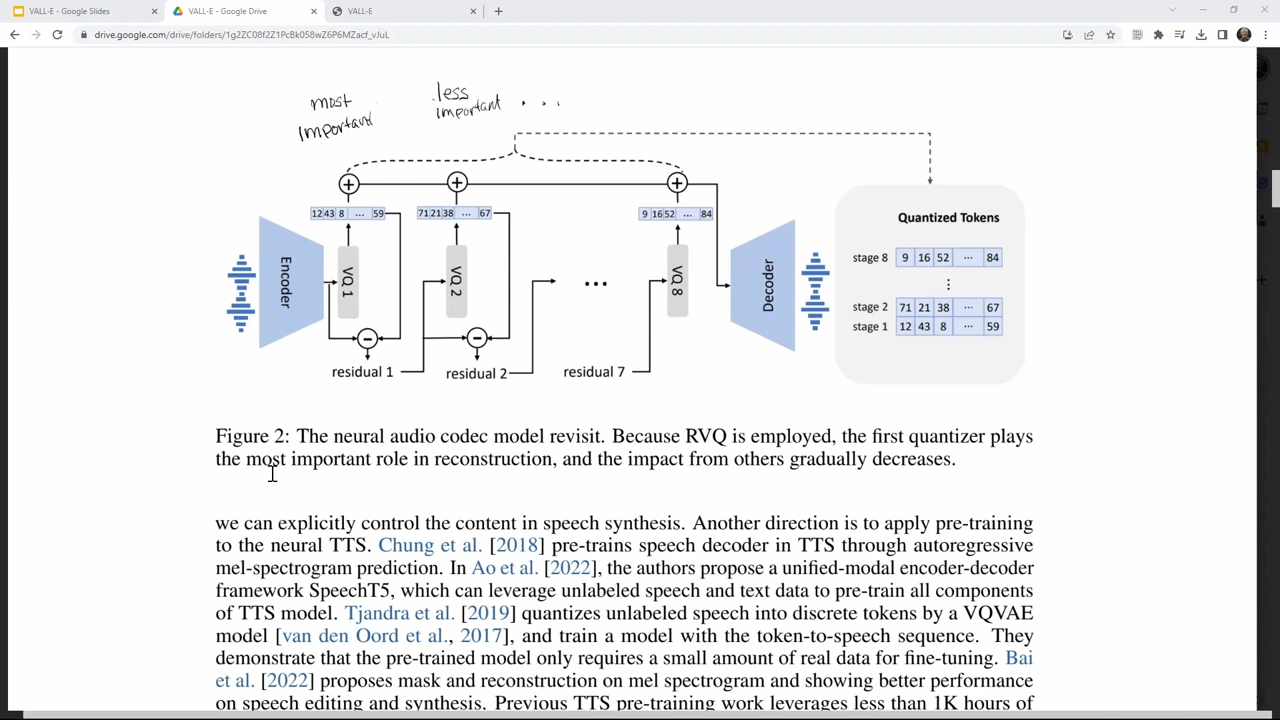 VALL-E - Google Slides
VALL-E - Google Drive
VALL-E
drive.google.com/drive/folders/1g2ZC08f2Z1PcBk058wZ6P6MZacf_vJuL
most
important
less
important . . .
12 43 8 ... 59
71 21 38 ... 67
9 16 52 ... 84
Encoder
VQ 1
VQ 2
...
VQ 8
Decoder
residual 1
residual 2
residual 7
Quantized Tokens
stage 8 9 16 52 ... 84
stage 2 71 21 38 ... 67
stage 1 12 43 8 ... 59
Figure 2: The neural audio codec model revisit. Because RVQ is employed, the first quantizer plays
the most important role in reconstruction, and the impact from others gradually decreases.
we can explicitly control the content in speech synthesis. Another direction is to apply pre-training
to the neural TTS. Chung et al. [2018] pre-trains speech decoder in TTS through autoregressive
mel-spectrogram prediction. In Ao et al. [2022], the authors propose a unified-modal encoder-decoder
framework SpeechT5, which can leverage unlabeled speech and text data to pre-train all components
of TTS model. Tjandra et al. [2019] quantizes unlabeled speech into discrete tokens by a VQVAE
model [van den Oord et al., 2017], and train a model with the token-to-speech sequence. They
demonstrate that the pre-trained model only requires a small amount of real data for fine-tuning. Bai
et al. [2022] proposes mask and reconstruction on mel spectrogram and showing better performance
on speech editing and synthesis. Previous TTS pre-training work leverages less than 1K hours of